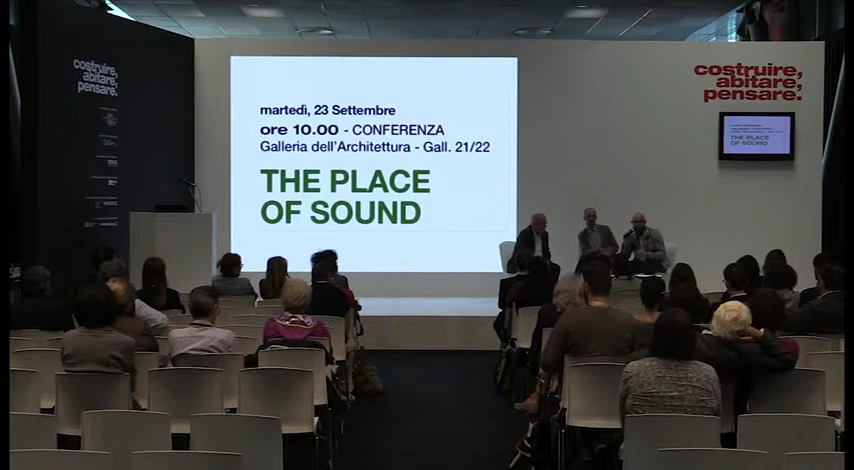 costruire,
abitare,
pensare.
martedì, 23 Settembre
ore 10.00 - CONFERENZA
Galleria dell'Architettura - Gall. 21/22
THE PLACE
OF SOUND
costruire,
abitare,
pensare.
THE PLACE
OF SOUND